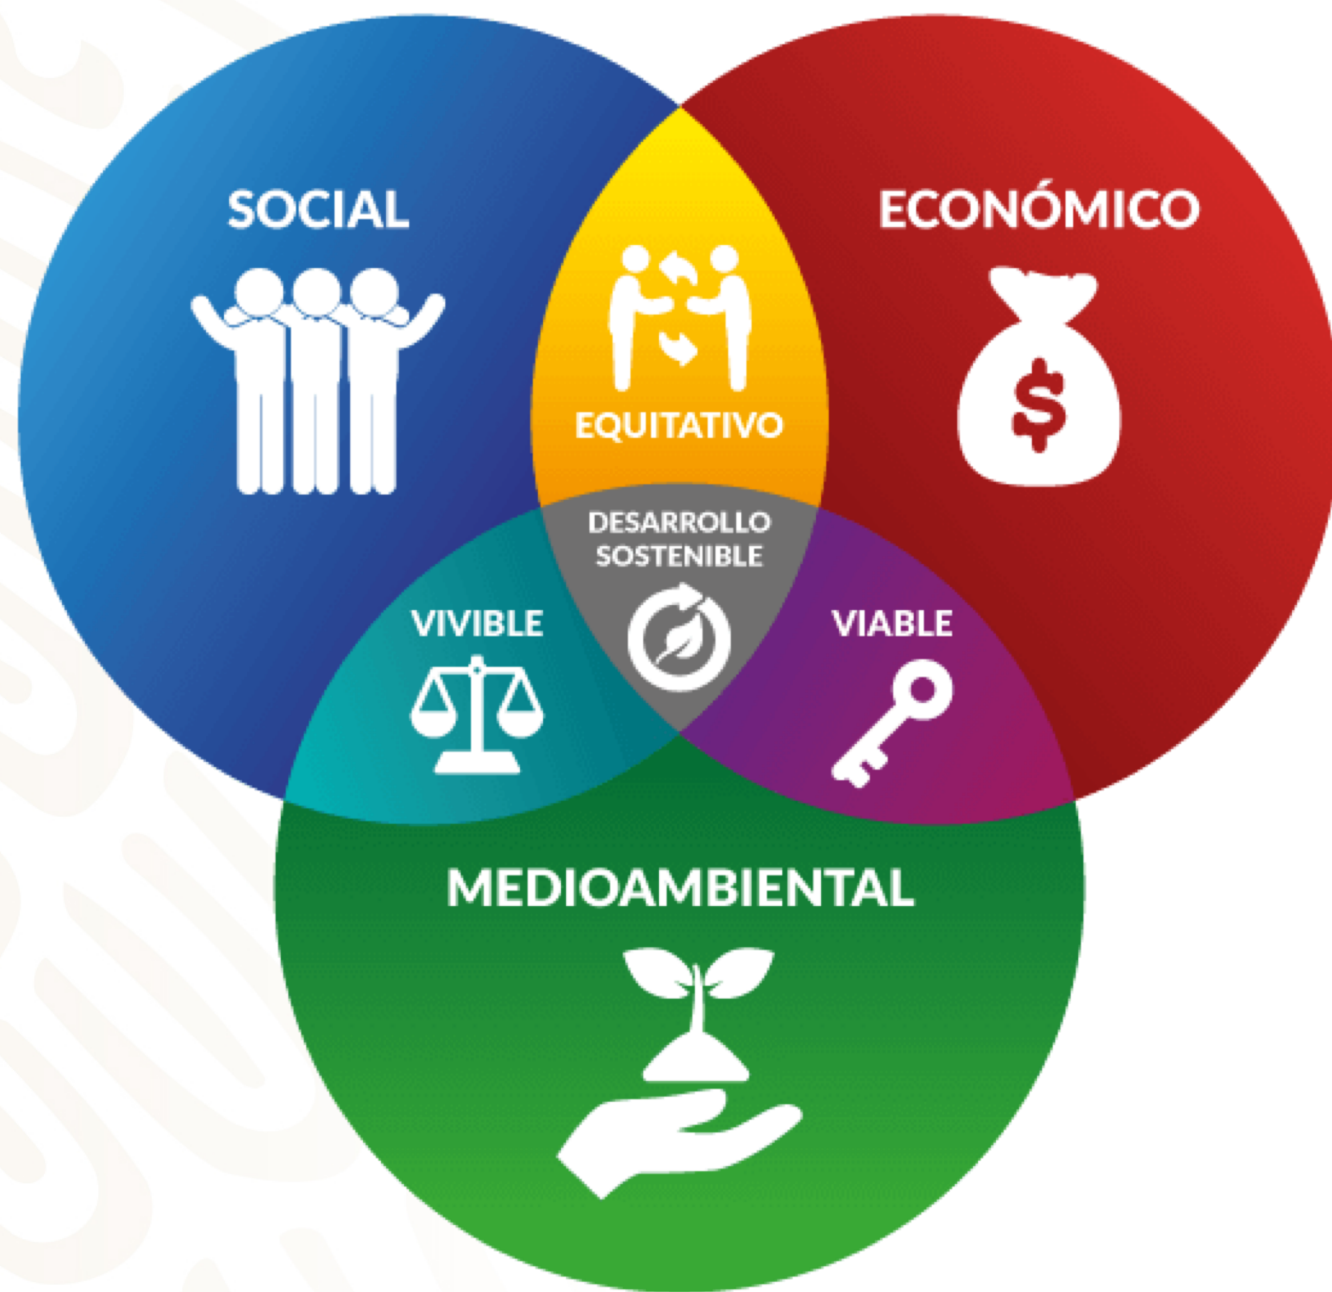 SOCIAL
ECONÓMICO
EQUITATIVO
DESARROLLO
SOSTENIBLE
VIVIBLE
VIABLE
MEDIOAMBIENTAL
$